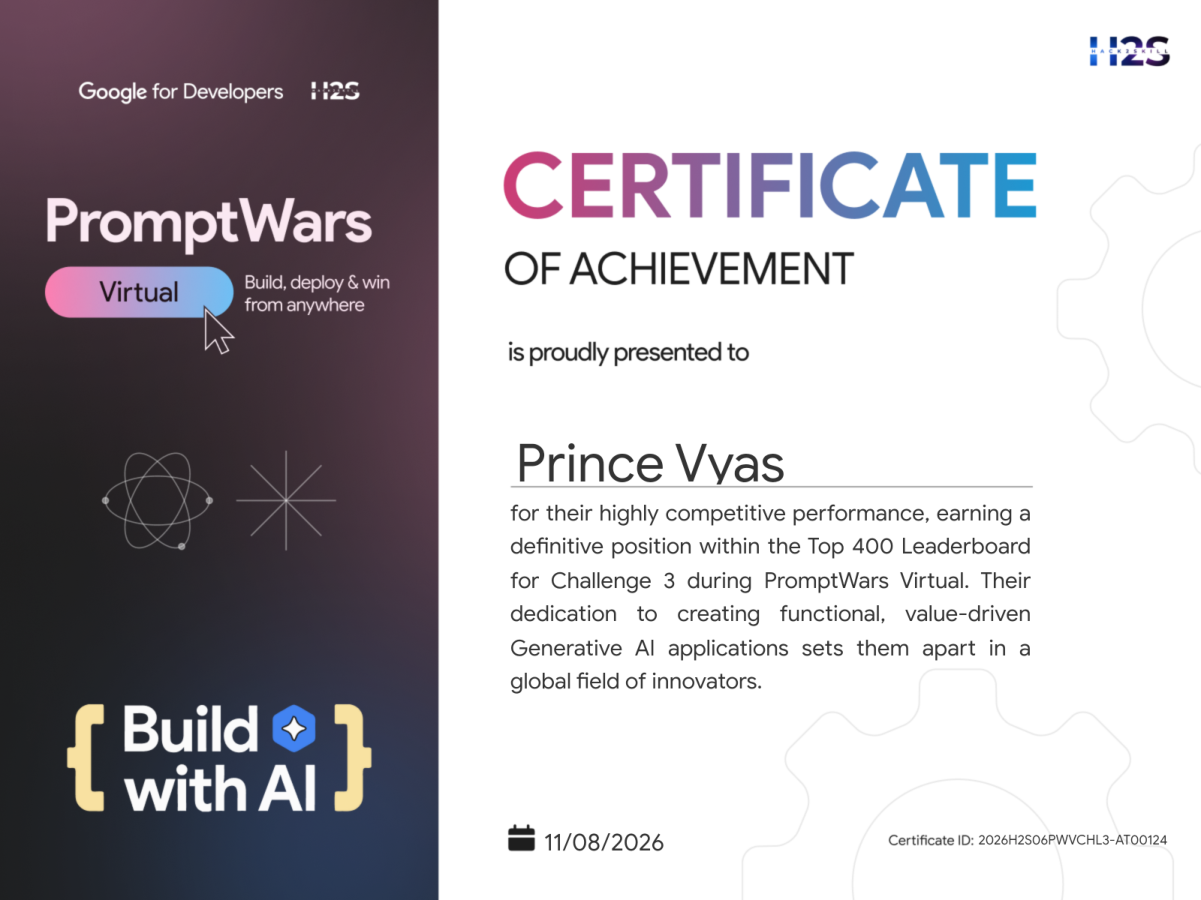 Google for Developers H2S
PromptWars
Virtual
Build, deploy & win
from anywhere
Build
with AI
H2S
HACK2SKILL
CERTIFICATE
OF ACHIEVEMENT
is proudly presented to
Prince Vyas
for their highly competitive performance, earning a
definitive position within the Top 400 Leaderboard
for Challenge 3 during PromptWars Virtual. Their
dedication to creating functional, value-driven
Generative AI applications sets them apart in a
global field of innovators.
11/08/2026
Certificate ID: 2026H2S06PWVCHL3-AT00124